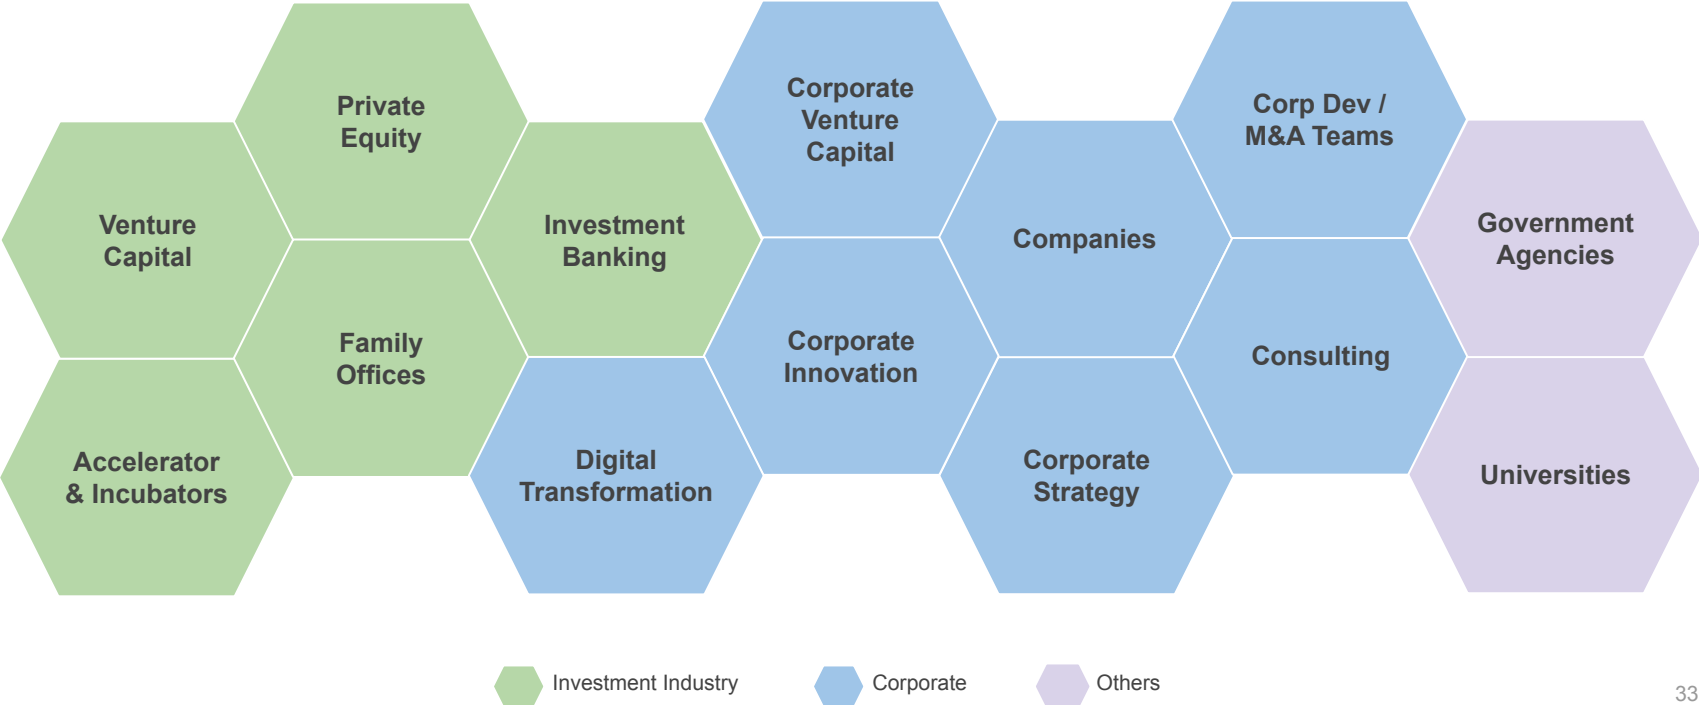 Private
Equity
Corporate
Venture
Capital
Corp Dev /
M&A Teams
Venture
Capital
Investment
Banking
Companies
Government
Agencies
Family
Offices
Corporate
Innovation
Consulting
Accelerator
& Incubators
Digital
Transformation
Corporate
Strategy
Universities
Investment Industry
Corporate
Others
33